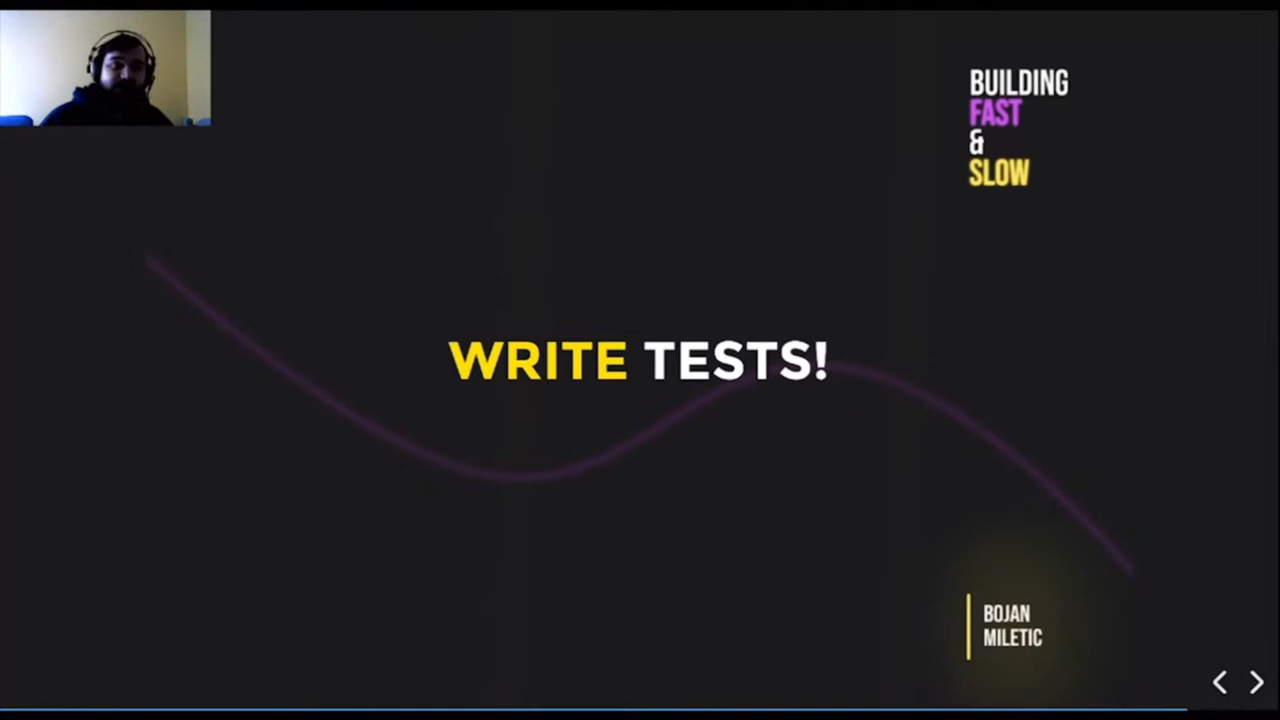 BUILDING
FAST
&
SLOW
WRITE TESTS!
BOJAN
MILETIC